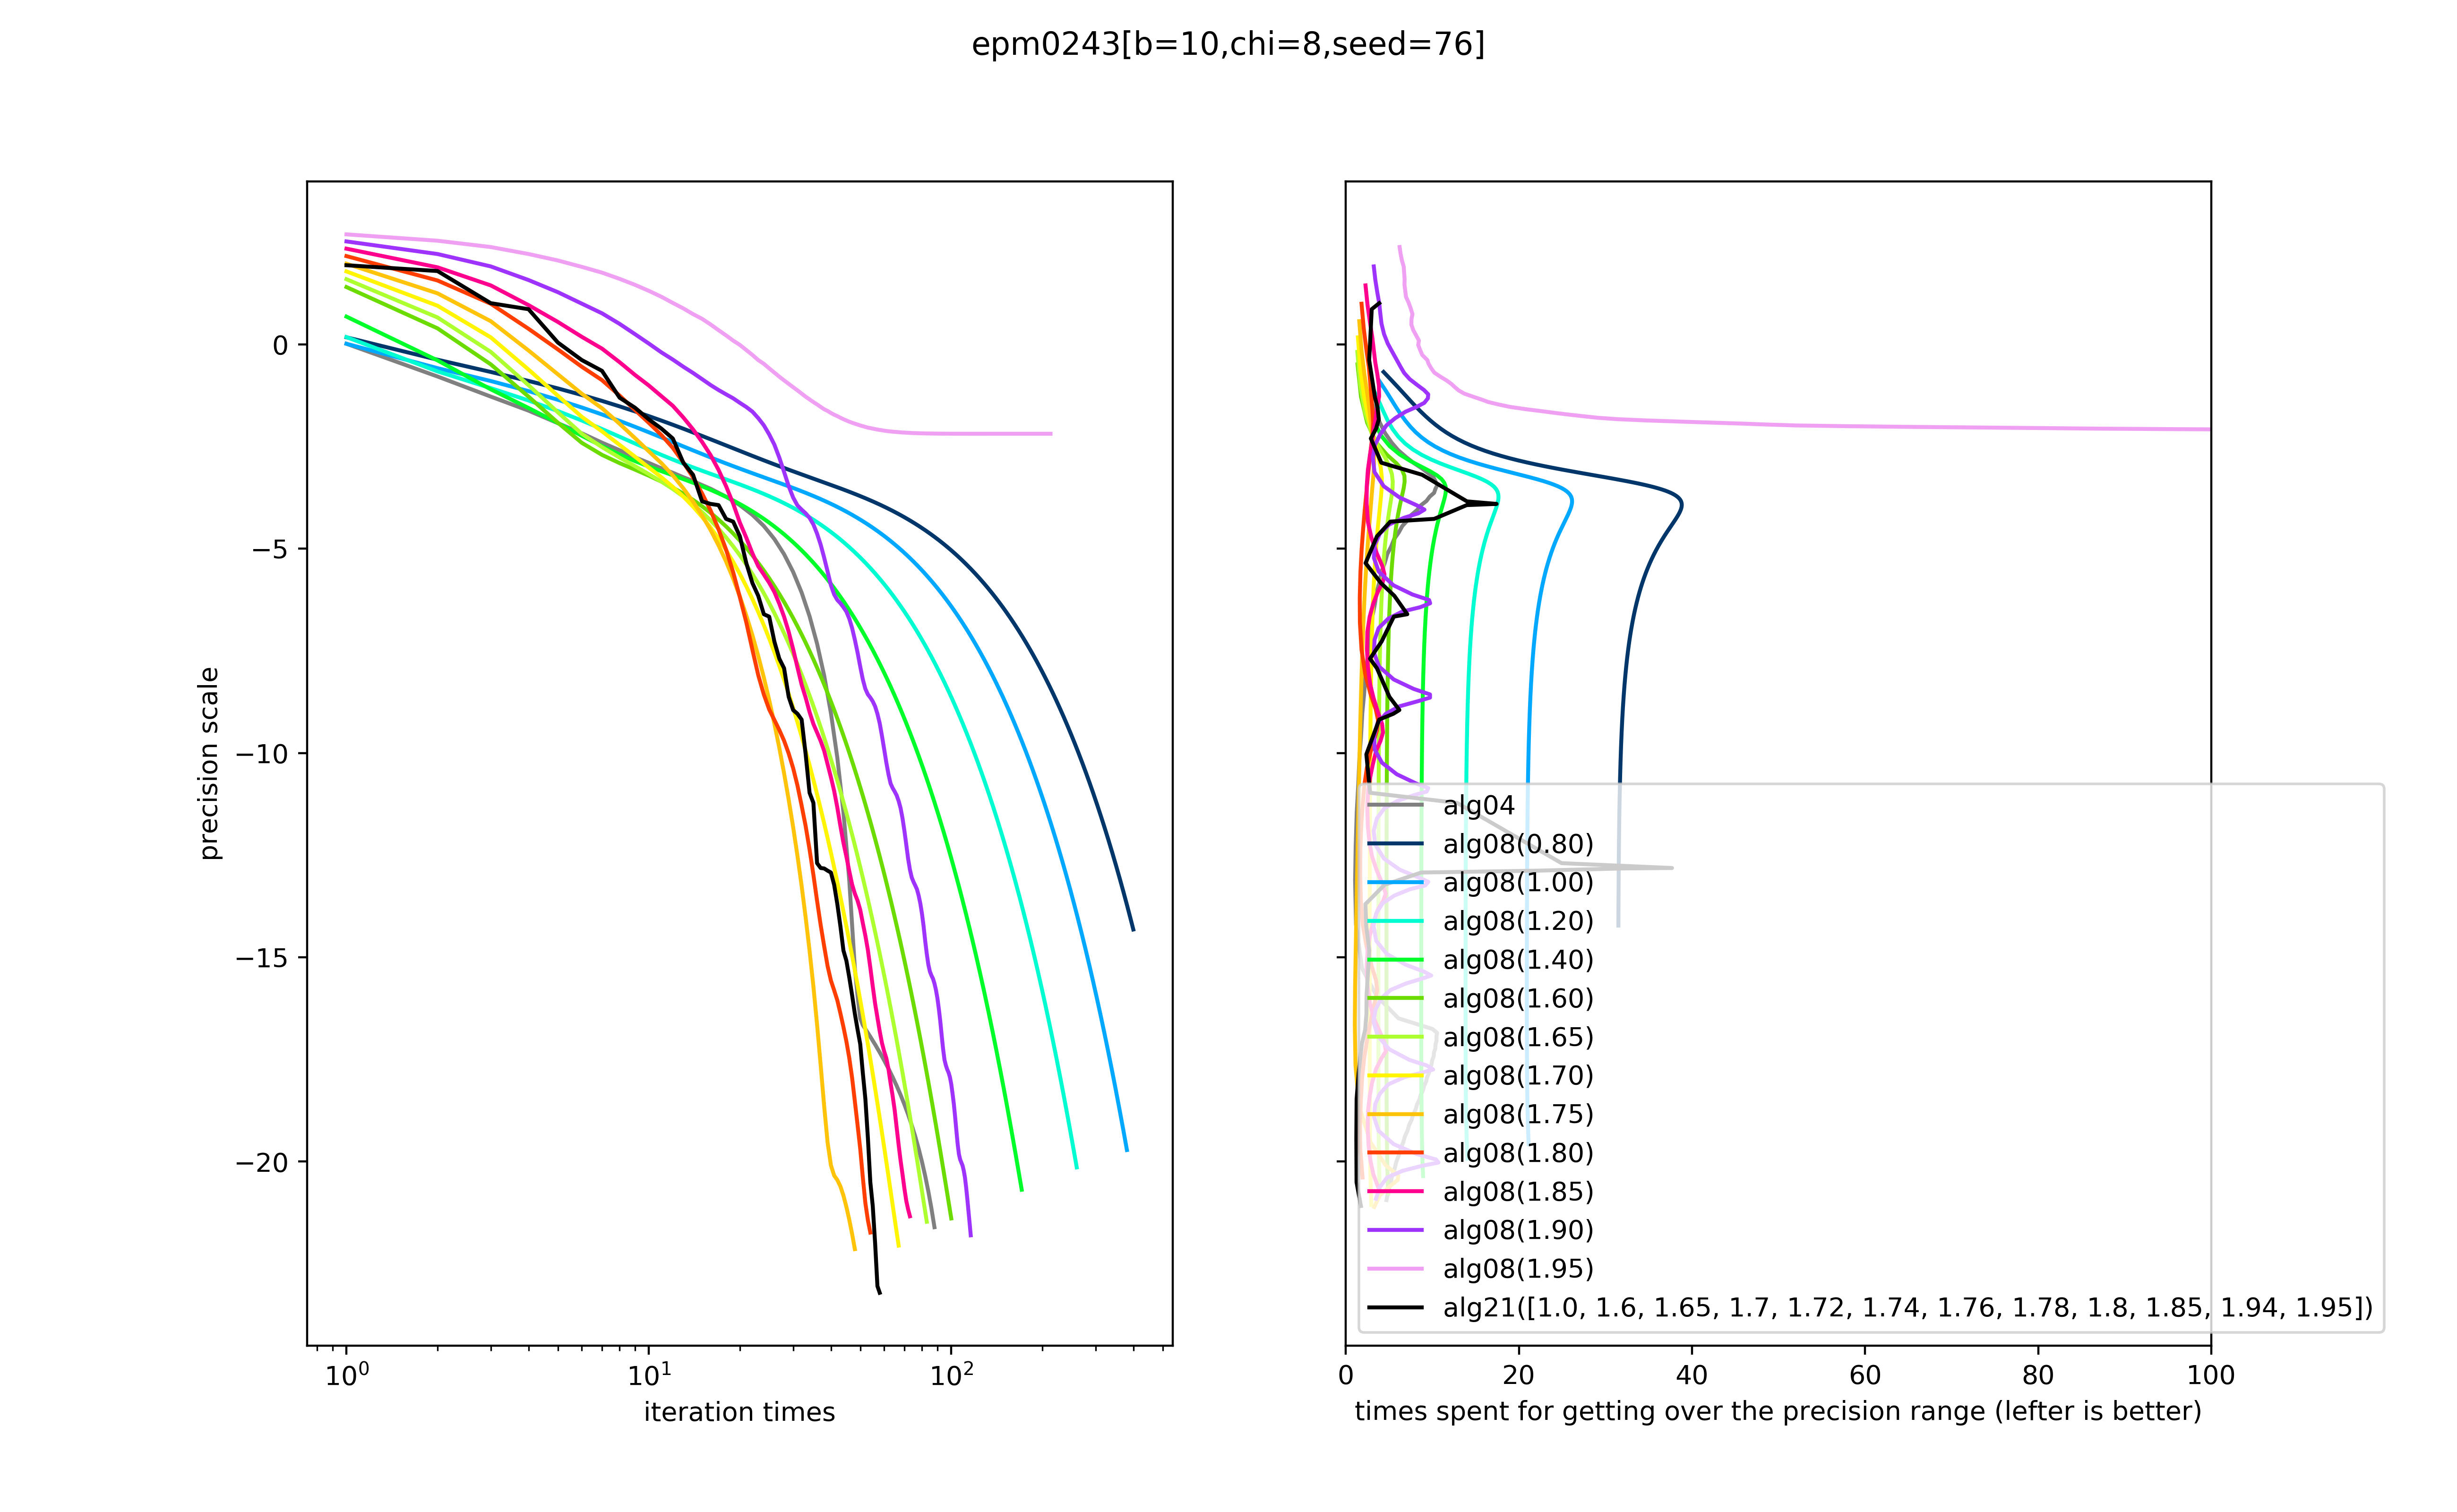 epm0243[b=10,chi=8,seed=76]
precision scale
0
−5
−10
−15
−20
10⁰
10¹
10²
iteration times
alg04
alg08(0.80)
alg08(1.00)
alg08(1.20)
alg08(1.40)
alg08(1.60)
alg08(1.65)
alg08(1.70)
alg08(1.75)
alg08(1.80)
alg08(1.85)
alg08(1.90)
alg08(1.95)
alg21([1.0, 1.6, 1.65, 1.7, 1.72, 1.74, 1.76, 1.78, 1.8, 1.85, 1.94, 1.95])
0
20
40
60
80
100
times spent for getting over the precision range (lefter is better)